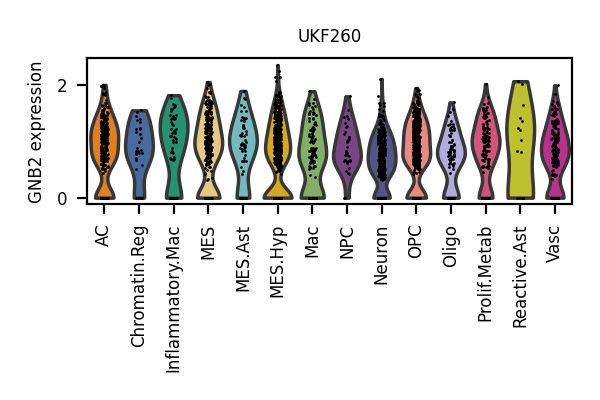 UKF260
GNB2 expression
2
0
AC
Chromatin.Reg
Inflammatory.Mac
MES
MES.Ast
MES.Hyp
Mac
NPC
Neuron
OPC
Oligo
Prolif.Metab
Reactive.Ast
Vasc